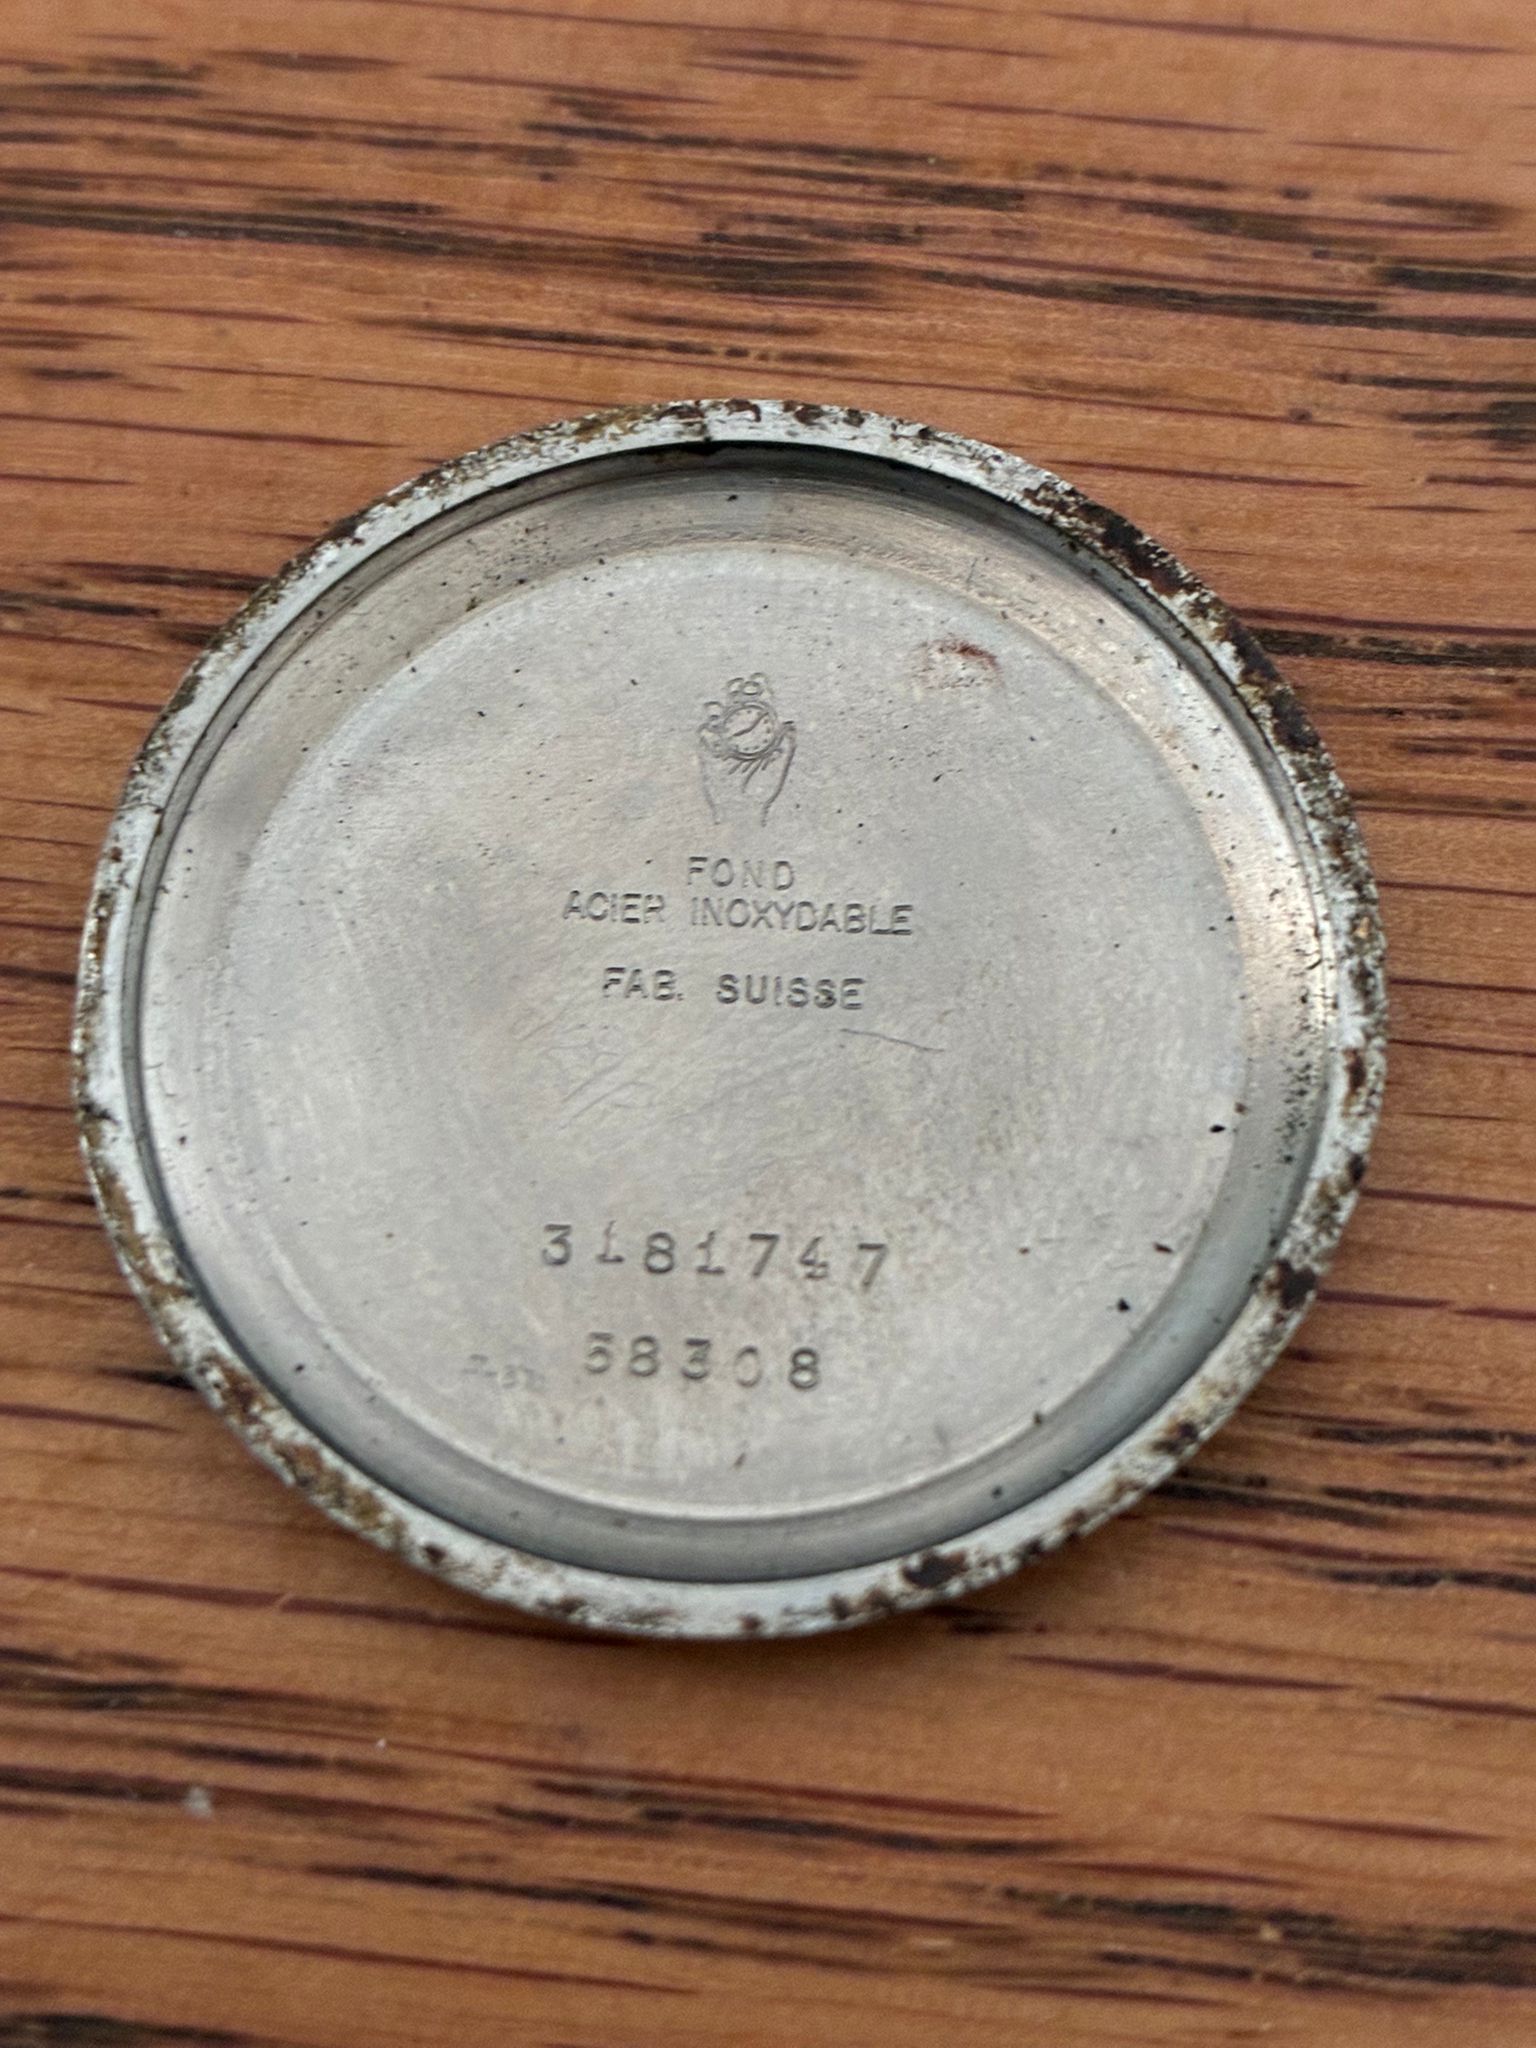 FOND
ACIER INOXYDABLE
FAB. SUISSE
3181747
58308